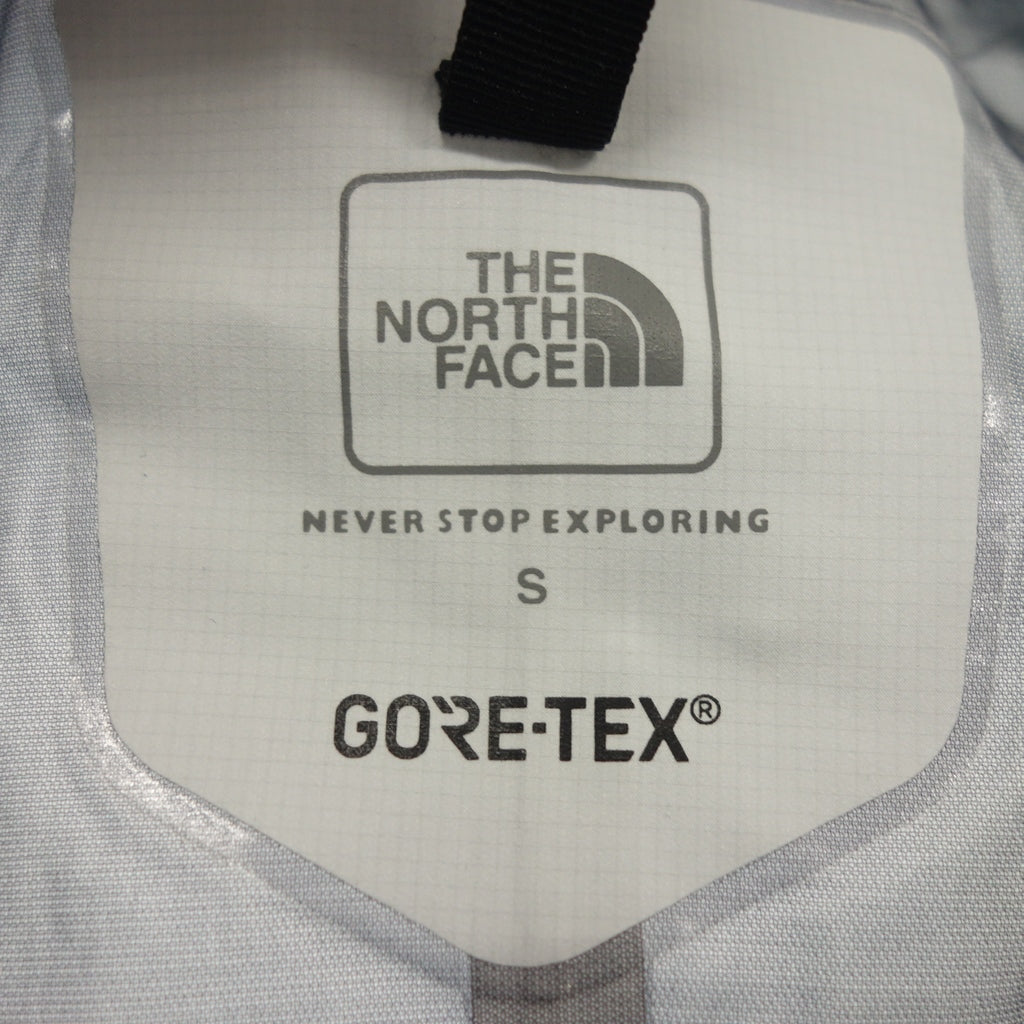 THE
NORTH
FACE
NEVER STOP EXPLORING
S
GORE-TEX®